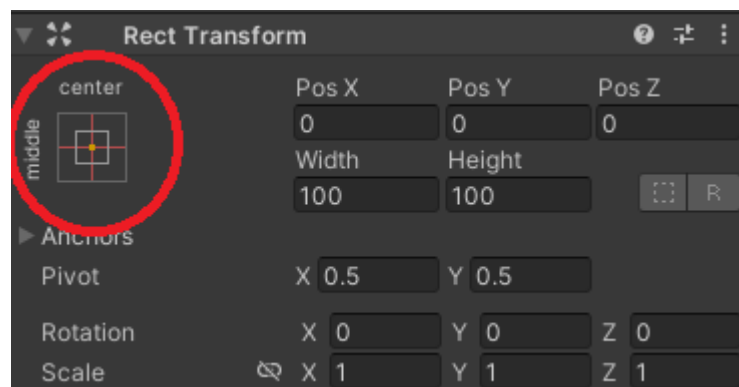 Rect Transform
center
middle
Pos X Pos Y Pos Z
0 0 0
Width Height
100 100 R
Anchors
Pivot X 0.5 Y 0.5
Rotation X 0 Y 0 Z 0
Scale X 1 Y 1 Z 1